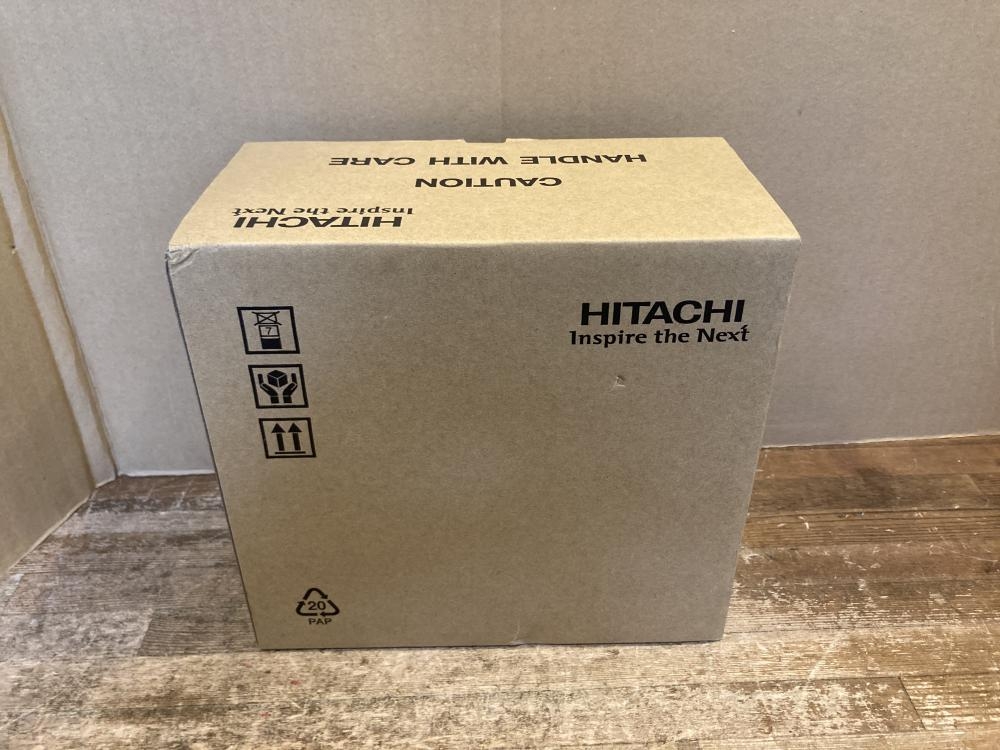 HANDLE WITH CARE
CAUTION
HITACHI
Inspire the Next
HITACHI
Inspire the Next
7
20
PAP